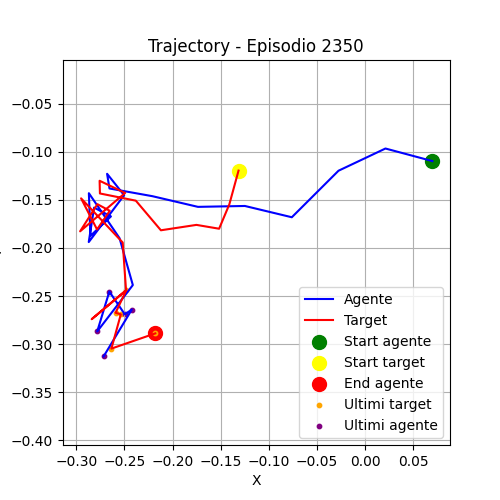 Trajectory - Episodio 2350
−0.05
−0.10
−0.15
−0.20
−0.25
−0.30
−0.35
−0.40
Agente
Target
Start agente
Start target
End agente
Ultimi target
Ultimi agente
−0.30 −0.25 −0.20 −0.15 −0.10 −0.05 0.00 0.05
X